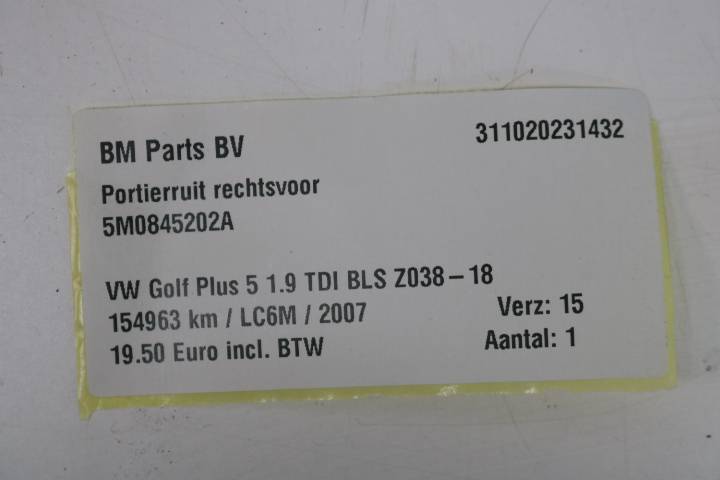 BM Parts BV 311020231432
Portierruit rechtsvoor
5M0845202A
VW Golf Plus 5 1.9 TDI BLS Z038-18
154963 km / LC6M / 2007 Verz: 15
19.50 Euro incl. BTW Aantal: 1